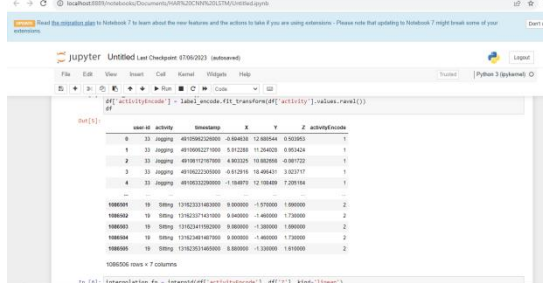 localhost:8888/notebooks/Documents/HAR%20CNN%20LSTM/Untitled.ipynb
UPDATE Read the migration plan to Notebook 7 to learn about the new features and the actions to take if you are using extensions - Please note that updating to Notebook 7 might break some of your extensions.
Don't
jupyter Untitled Last Checkpoint: 07/08/2023 (autosaved)
Logout
File Edit View Insert Cell Kernel Widgets Help
Trusted Python 3 (ipykernel)
Run Code
df['activityEncode'] = label_encode.fit_transform(df['activity'].values.ravel())
df
Out[5]:
user-id activity timestamp X Y Z activityEncode
0 33 Jogging 49105962326000 -0.694638 12.680544 0.503953 1
1 33 Jogging 49106062271000 5.012288 11.264028 0.953424 1
2 33 Jogging 49106112167000 4.903325 10.882658 -0.081722 1
3 33 Jogging 49106222305000 -0.612916 18.496431 3.023717 1
4 33 Jogging 49106332290000 -1.184970 12.108489 7.205164 1
... ... ... ... ... ... ... ...
1086501 19 Sitting 131623331483000 9.000000 -1.570000 1.690000 2
1086502 19 Sitting 131623371431000 9.040000 -1.460000 1.730000 2
1086503 19 Sitting 131623411592000 9.080000 -1.380000 1.690000 2
1086504 19 Sitting 131623491487000 9.000000 -1.460000 1.730000 2
1086505 19 Sitting 131623531465000 8.880000 -1.330000 1.610000 2
1086506 rows × 7 columns
In [6]: interpolation_fn = interp1d(df['activityEncode'], df['Z'], kind='linear')